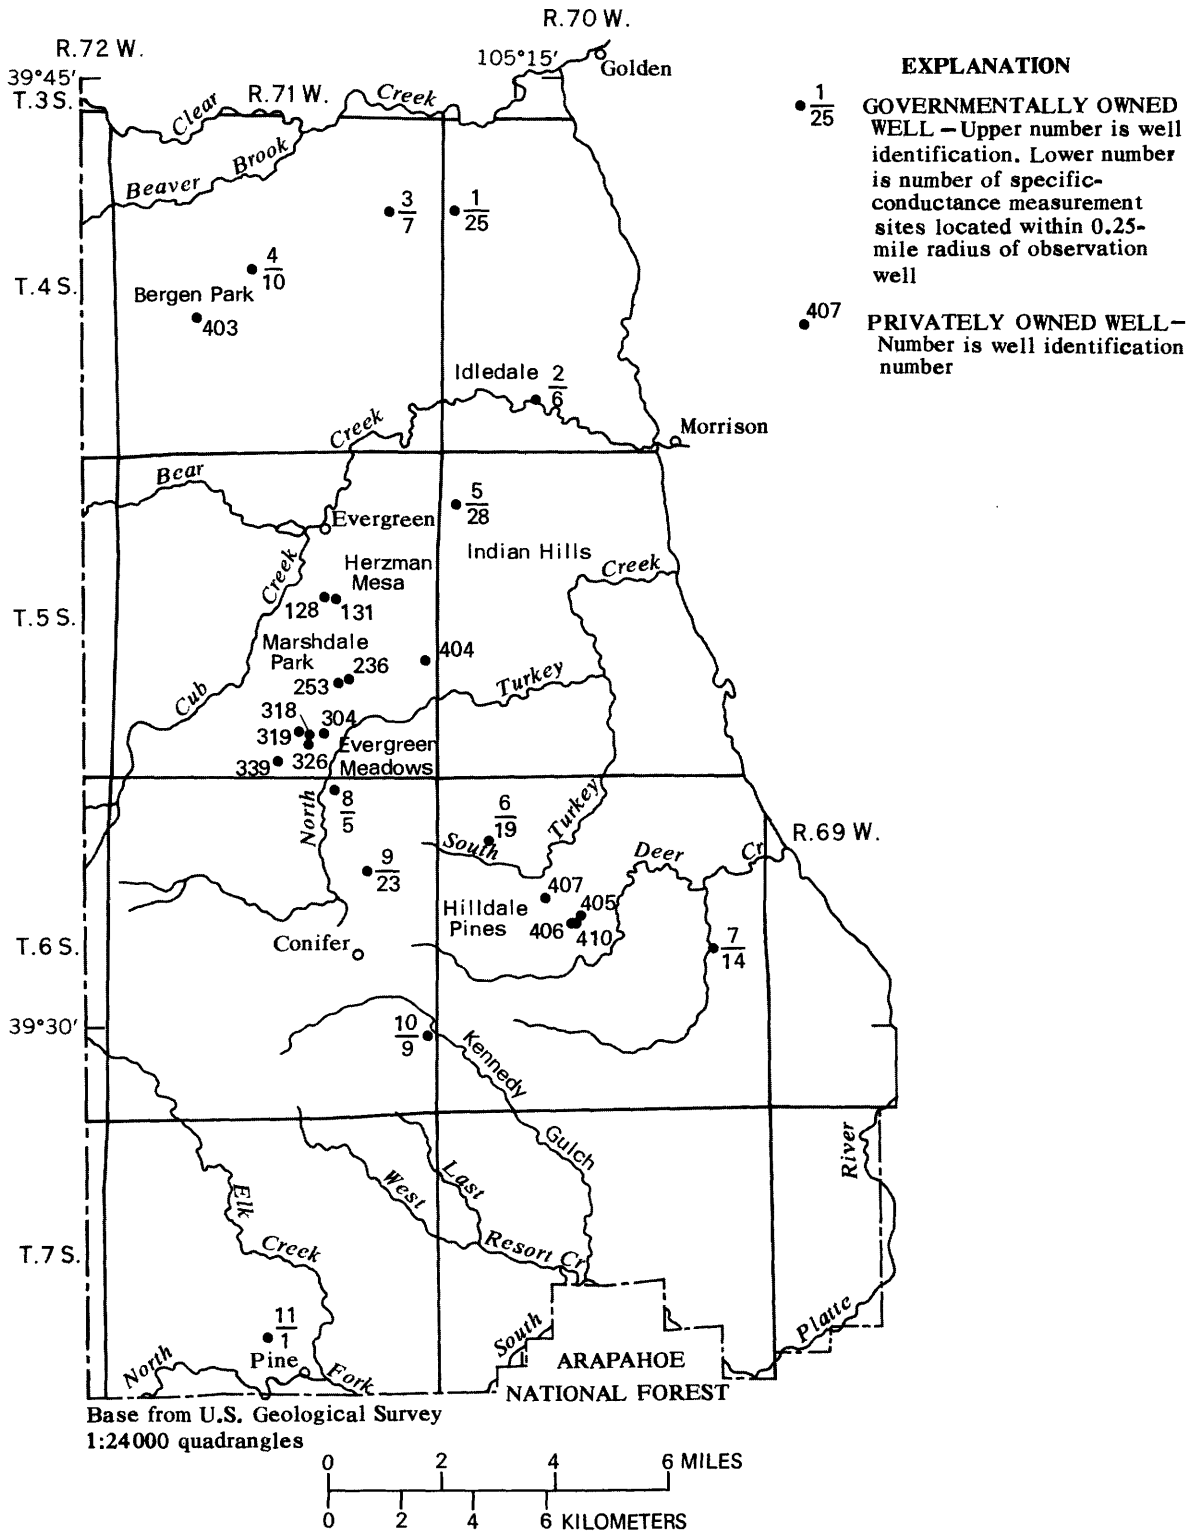 R.70 W.
R.72 W.
105°15'
Golden
39°45'
T.3 S.
R.71 W.
Clear
Creek
Beaver Brook
3
7
1
25
4
10
T.4 S.
Bergen Park
403
Idledale
2
6
Creek
Morrison
Bear
5
28
Evergreen
Indian Hills
Creek
Herzman
Mesa
Creek
128
131
T.5 S.
Marshdale
Park
404
236
253
Turkey
Cub
318
304
319
326
Evergreen
Meadows
339
North
8
5
6
19
Turkey
South
R.69 W.
Deer
Cr
9
23
407
Hilldale
Pines
405
406
410
Conifer
T.6 S.
7
14
39°30'
10
9
Kennedy
Gulch
River
Last
West
Elk
Creek
Resort Cr
T.7 S.
11
1
South
Platte
Pine
North
Fork
ARAPAHOE
NATIONAL FOREST
Base from U.S. Geological Survey
1:24000 quadrangles
0 2 4 6 MILES
0 2 4 6 KILOMETERS
EXPLANATION
1
25
GOVERNMENTALLY OWNED
WELL – Upper number is well
identification. Lower number
is number of specific-
conductance measurement
sites located within 0.25-
mile radius of observation
well
407
PRIVATELY OWNED WELL–
Number is well identification
number